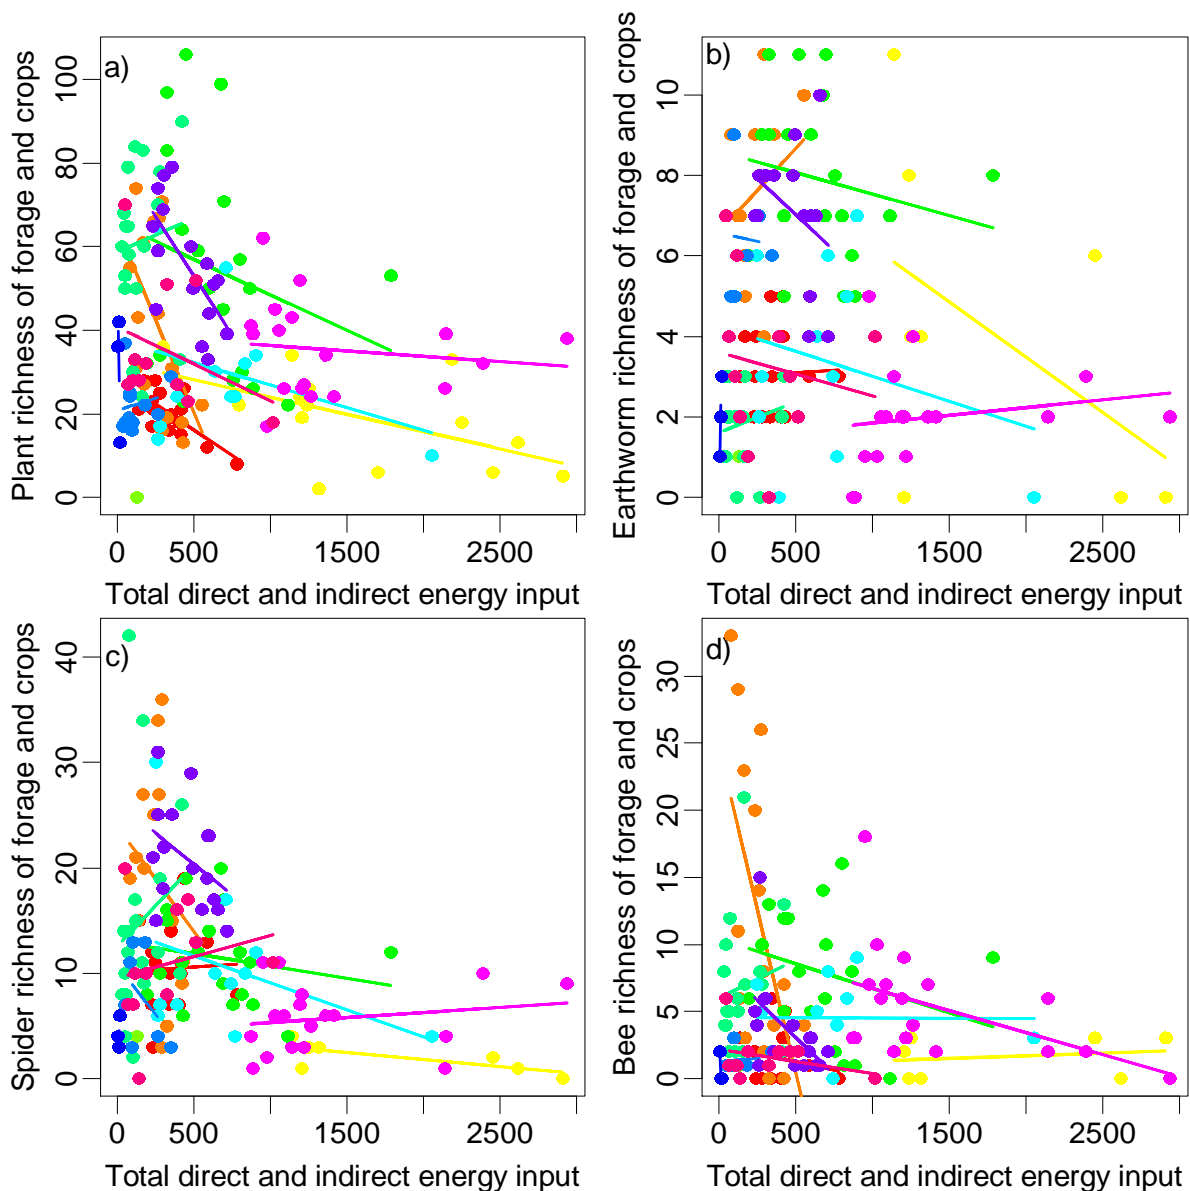 a)
Plant richness of forage and crops
0 20 40 60 80 100
0 500 1500 2500
Total direct and indirect energy input
b)
Earthworm richness of forage and crops
0 2 4 6 8 10
0 500 1500 2500
Total direct and indirect energy input
c)
Spider richness of forage and crops
0 10 20 30 40
0 500 1500 2500
Total direct and indirect energy input
d)
Bee richness of forage and crops
0 5 10 15 20 25 30
0 500 1500 2500
Total direct and indirect energy input